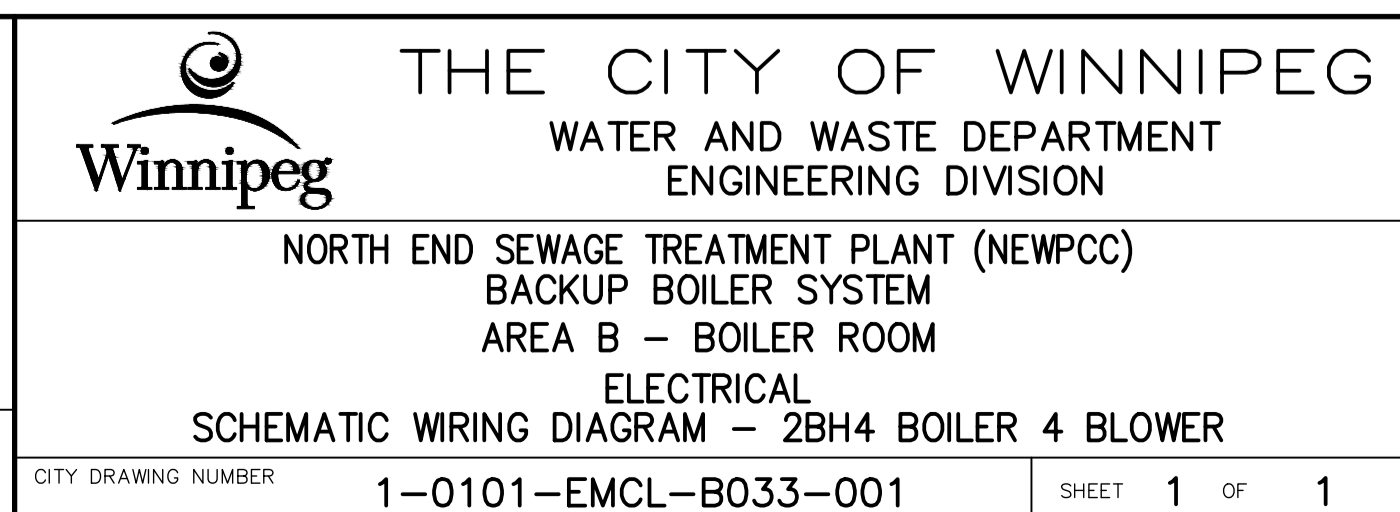 Winnipeg
THE CITY OF WINNIPEG
WATER AND WASTE DEPARTMENT
ENGINEERING DIVISION
NORTH END SEWAGE TREATMENT PLANT (NEWPCC)
BACKUP BOILER SYSTEM
AREA B – BOILER ROOM
ELECTRICAL
SCHEMATIC WIRING DIAGRAM – 2BH4 BOILER 4 BLOWER
CITY DRAWING NUMBER 1-0101-EMCL-B033-001 SHEET 1 OF 1